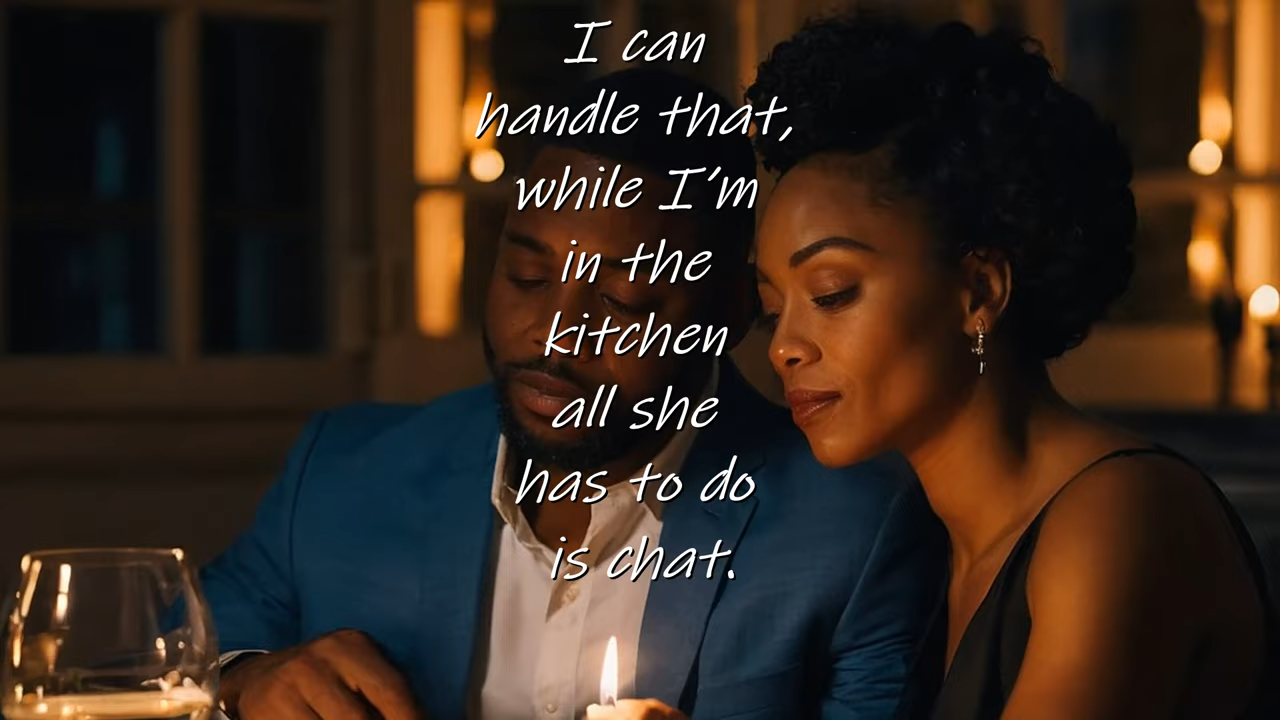 I can
handle that,
while I'm
in the
kitchen
all she
has to do
is chat.